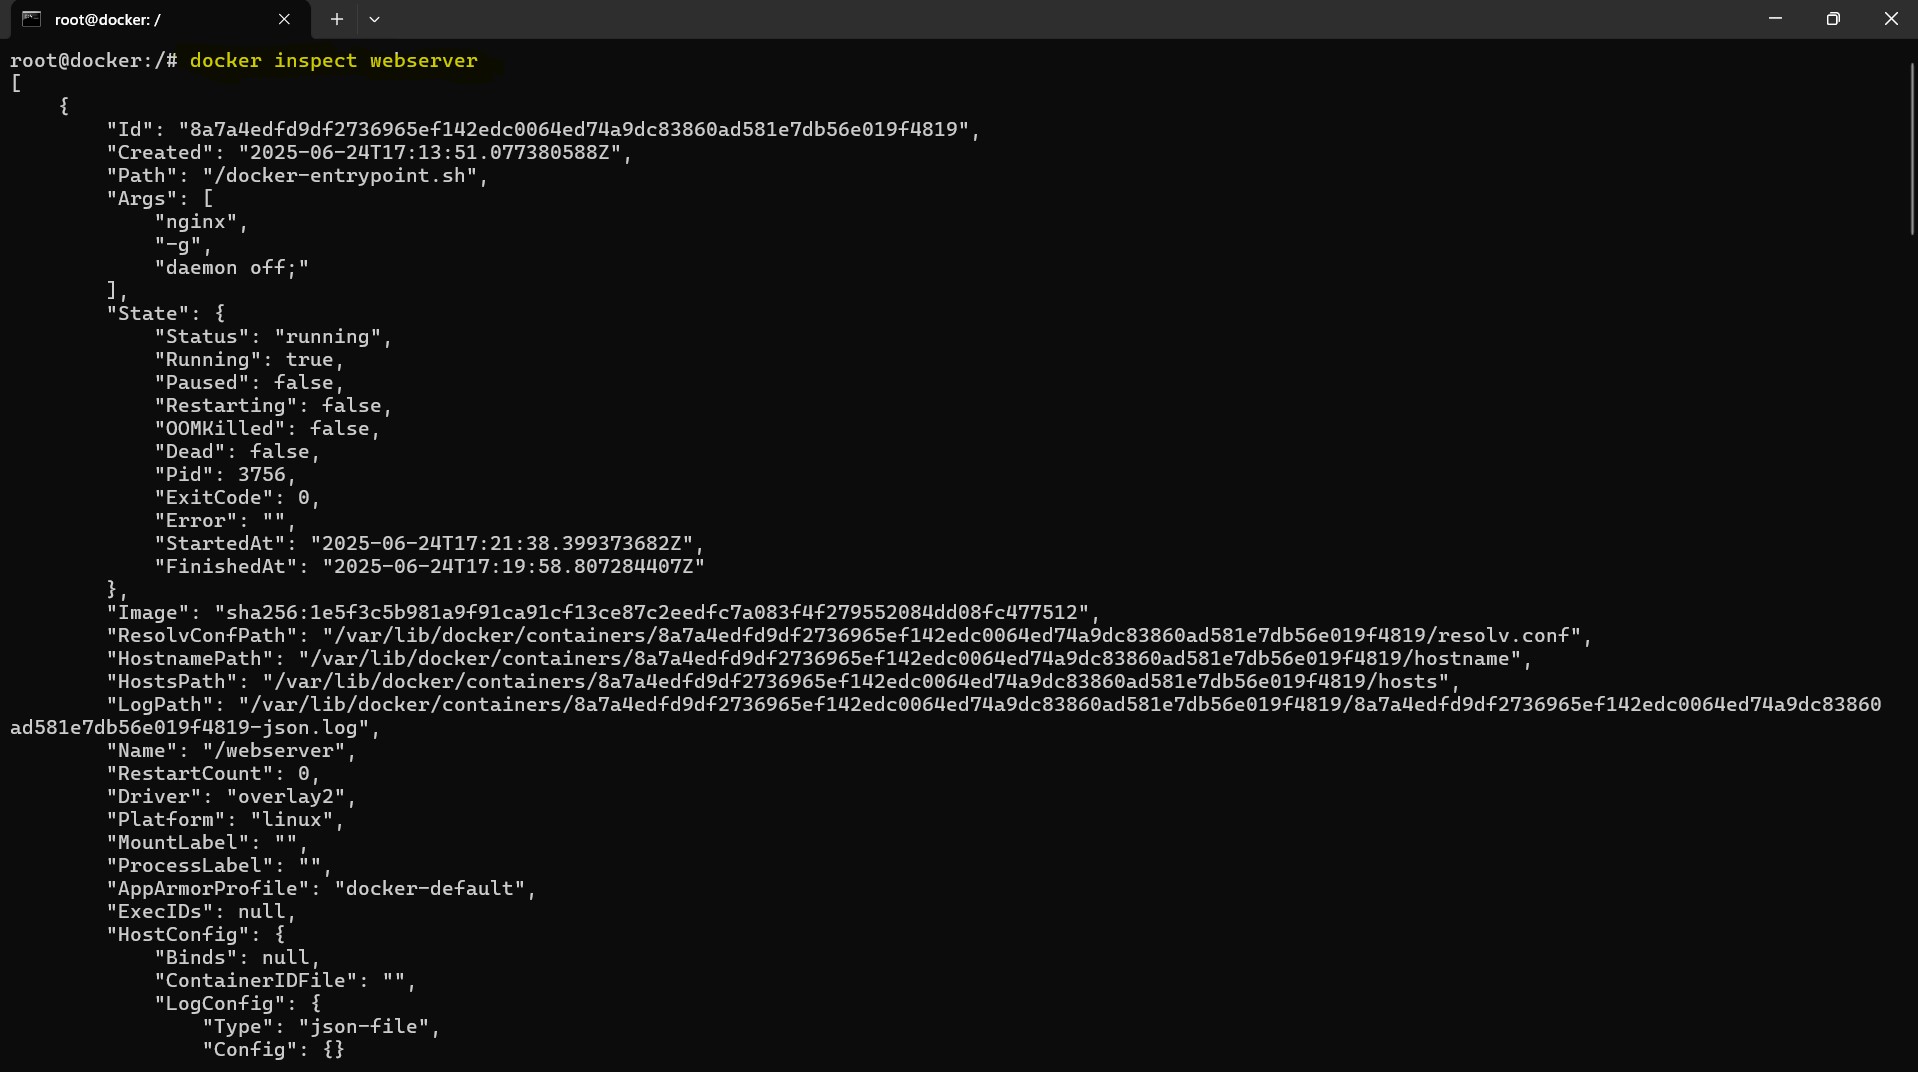 root@docker: /
root@docker:/# docker inspect webserver
[
    {
        "Id": "8a7a4edfd9df2736965ef142edc0064ed74a9dc83860ad581e7db56e019f4819",
        "Created": "2025-06-24T17:13:51.077380588Z",
        "Path": "/docker-entrypoint.sh",
        "Args": [
            "nginx",
            "-g",
            "daemon off;"
        ],
        "State": {
            "Status": "running",
            "Running": true,
            "Paused": false,
            "Restarting": false,
            "OOMKilled": false,
            "Dead": false,
            "Pid": 3756,
            "ExitCode": 0,
            "Error": "",
            "StartedAt": "2025-06-24T17:21:38.399373682Z",
            "FinishedAt": "2025-06-24T17:19:58.807284407Z"
        },
        "Image": "sha256:1e5f3c5b981a9f91ca91cf13ce87c2eedfc7a083f4f279552084dd08fc477512",
        "ResolvConfPath": "/var/lib/docker/containers/8a7a4edfd9df2736965ef142edc0064ed74a9dc83860ad581e7db56e019f4819/resolv.conf",
        "HostnamePath": "/var/lib/docker/containers/8a7a4edfd9df2736965ef142edc0064ed74a9dc83860ad581e7db56e019f4819/hostname",
        "HostsPath": "/var/lib/docker/containers/8a7a4edfd9df2736965ef142edc0064ed74a9dc83860ad581e7db56e019f4819/hosts",
        "LogPath": "/var/lib/docker/containers/8a7a4edfd9df2736965ef142edc0064ed74a9dc83860ad581e7db56e019f4819/8a7a4edfd9df2736965ef142edc0064ed74a9dc83860
ad581e7db56e019f4819-json.log",
        "Name": "/webserver",
        "RestartCount": 0,
        "Driver": "overlay2",
        "Platform": "linux",
        "MountLabel": "",
        "ProcessLabel": "",
        "AppArmorProfile": "docker-default",
        "ExecIDs": null,
        "HostConfig": {
            "Binds": null,
            "ContainerIDFile": "",
            "LogConfig": {
                "Type": "json-file",
                "Config": {}